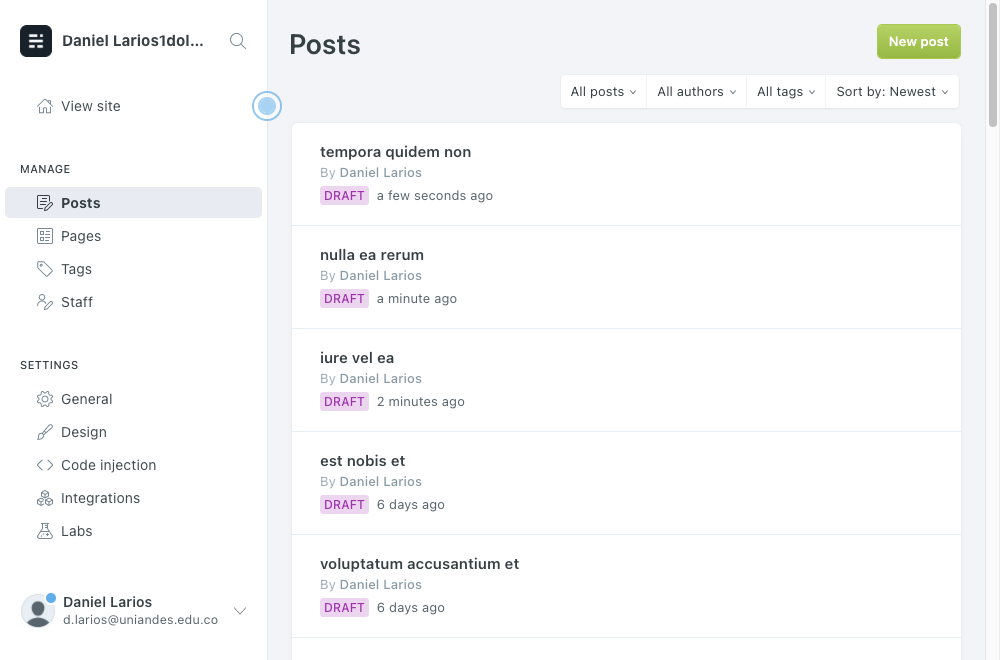 Daniel Larios1dol...
View site
MANAGE
Posts
Pages
Tags
Staff
SETTINGS
General
Design
Code injection
Integrations
Labs
Daniel Larios
d.larios@uniandes.edu.co
Posts
New post
All posts
All authors
All tags
Sort by: Newest
tempora quidem non
By Daniel Larios
DRAFT a few seconds ago
nulla ea rerum
By Daniel Larios
DRAFT a minute ago
iure vel ea
By Daniel Larios
DRAFT 2 minutes ago
est nobis et
By Daniel Larios
DRAFT 6 days ago
voluptatum accusantium et
By Daniel Larios
DRAFT 6 days ago